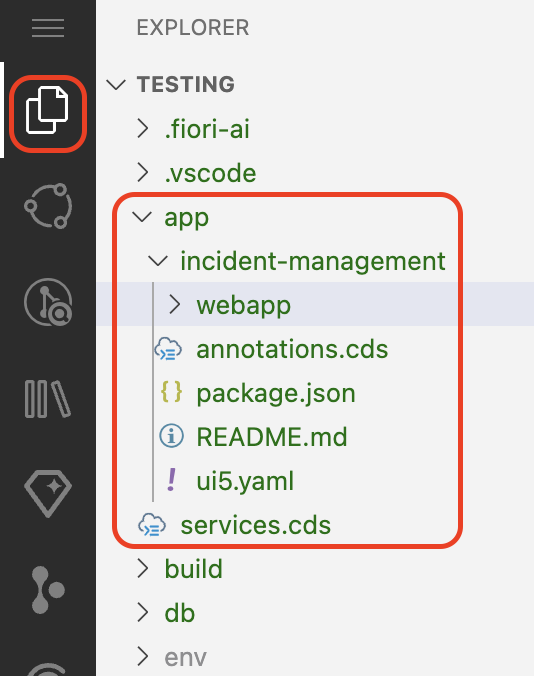 EXPLORER
TESTING
.fiori-ai
.vscode
app
incident-management
webapp
annotations.cds
package.json
README.md
ui5.yaml
services.cds
build
db
env